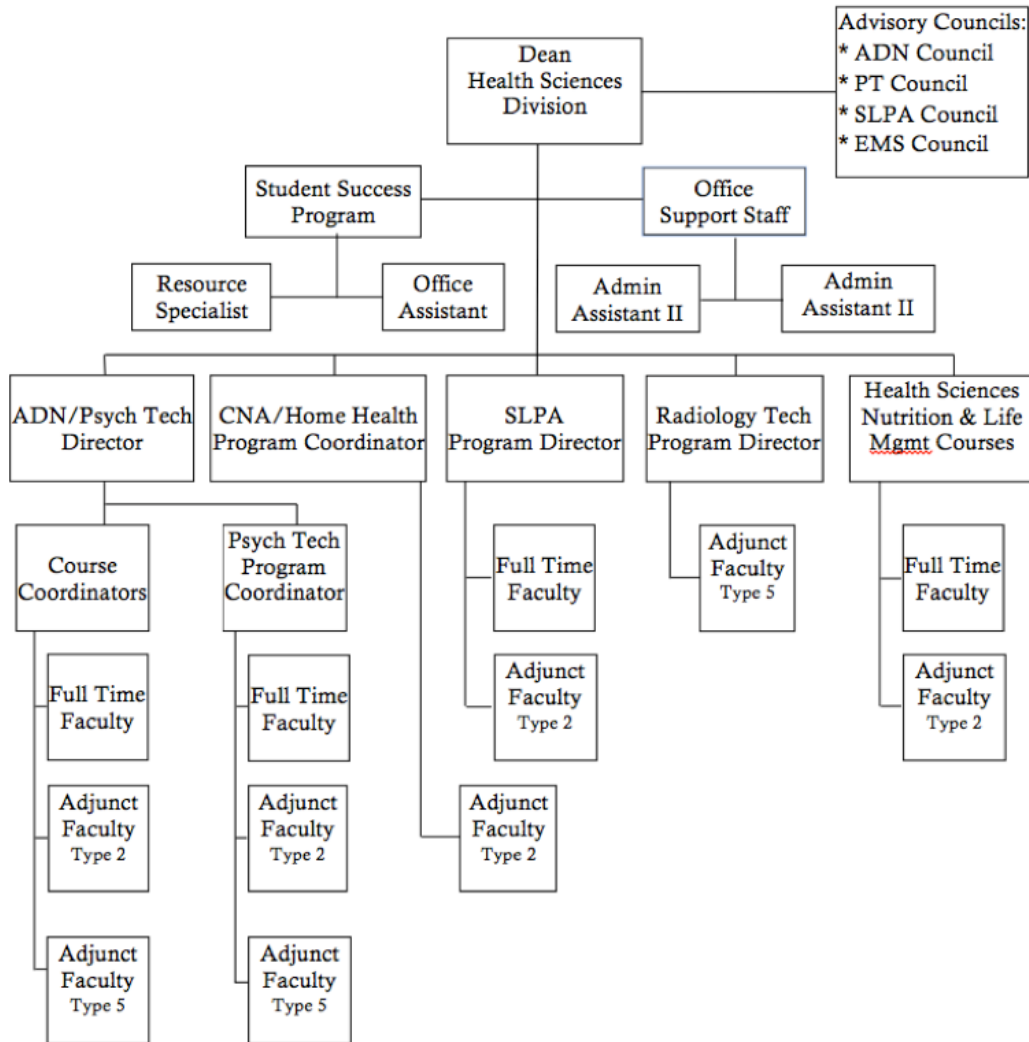 Dean
Health Sciences
Division
Advisory Councils:
* ADN Council
* PT Council
* SLPA Council
* EMS Council
Student Success
Program
Office
Support Staff
Resource
Specialist
Office
Assistant
Admin
Assistant II
Admin
Assistant II
ADN/Psych Tech
Director
CNA/Home Health
Program Coordinator
SLPA
Program Director
Radiology Tech
Program Director
Health Sciences
Nutrition & Life
Mgmt Courses
Course
Coordinators
Psych Tech
Program
Coordinator
Full Time
Faculty
Adjunct
Faculty
Type 5
Full Time
Faculty
Full Time
Faculty
Full Time
Faculty
Adjunct
Faculty
Type 2
Adjunct
Faculty
Type 2
Adjunct
Faculty
Type 2
Adjunct
Faculty
Type 2
Adjunct
Faculty
Type 2
Adjunct
Faculty
Type 5
Adjunct
Faculty
Type 5